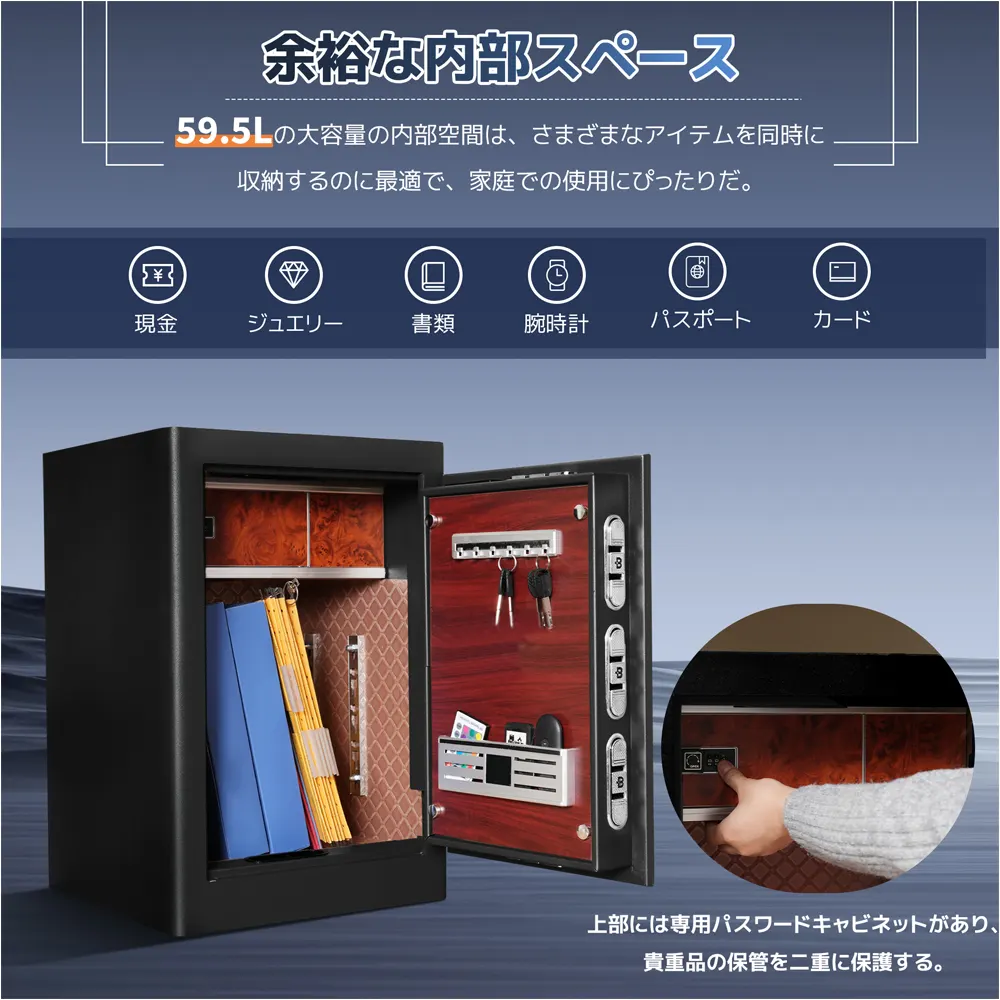 余裕な内部スペース
59.5Lの大容量の内部空間は、さまざまなアイテムを同時に
収納するのに最適で、家庭での使用にぴったりだ。
現金
ジュエリー
書類
腕時計
パスポート
カード
上部には専用パスワードキャビネットがあり、
貴重品の保管を二重に保護する。